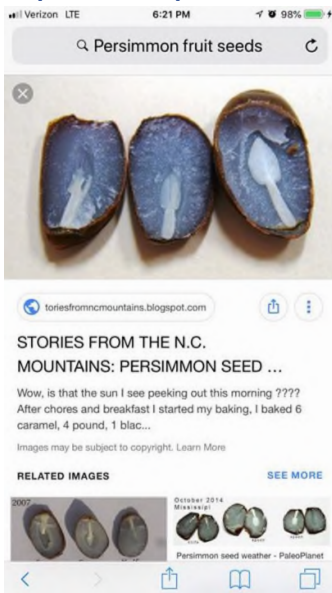 Verizon LTE 6:21 PM 98%
Persimmon fruit seeds
toriesfromncmountains.blogspot.com
STORIES FROM THE N.C.
MOUNTAINS: PERSIMMON SEED ...
Wow, is that the sun I see peeking out this morning ????
After chores and breakfast I started my baking, I baked 6
caramel, 4 pound, 1 blac...
Images may be subject to copyright. Learn More
RELATED IMAGES SEE MORE
2007
October 2014
Mississipi
Persimmon seed weather - PaleoPlanet